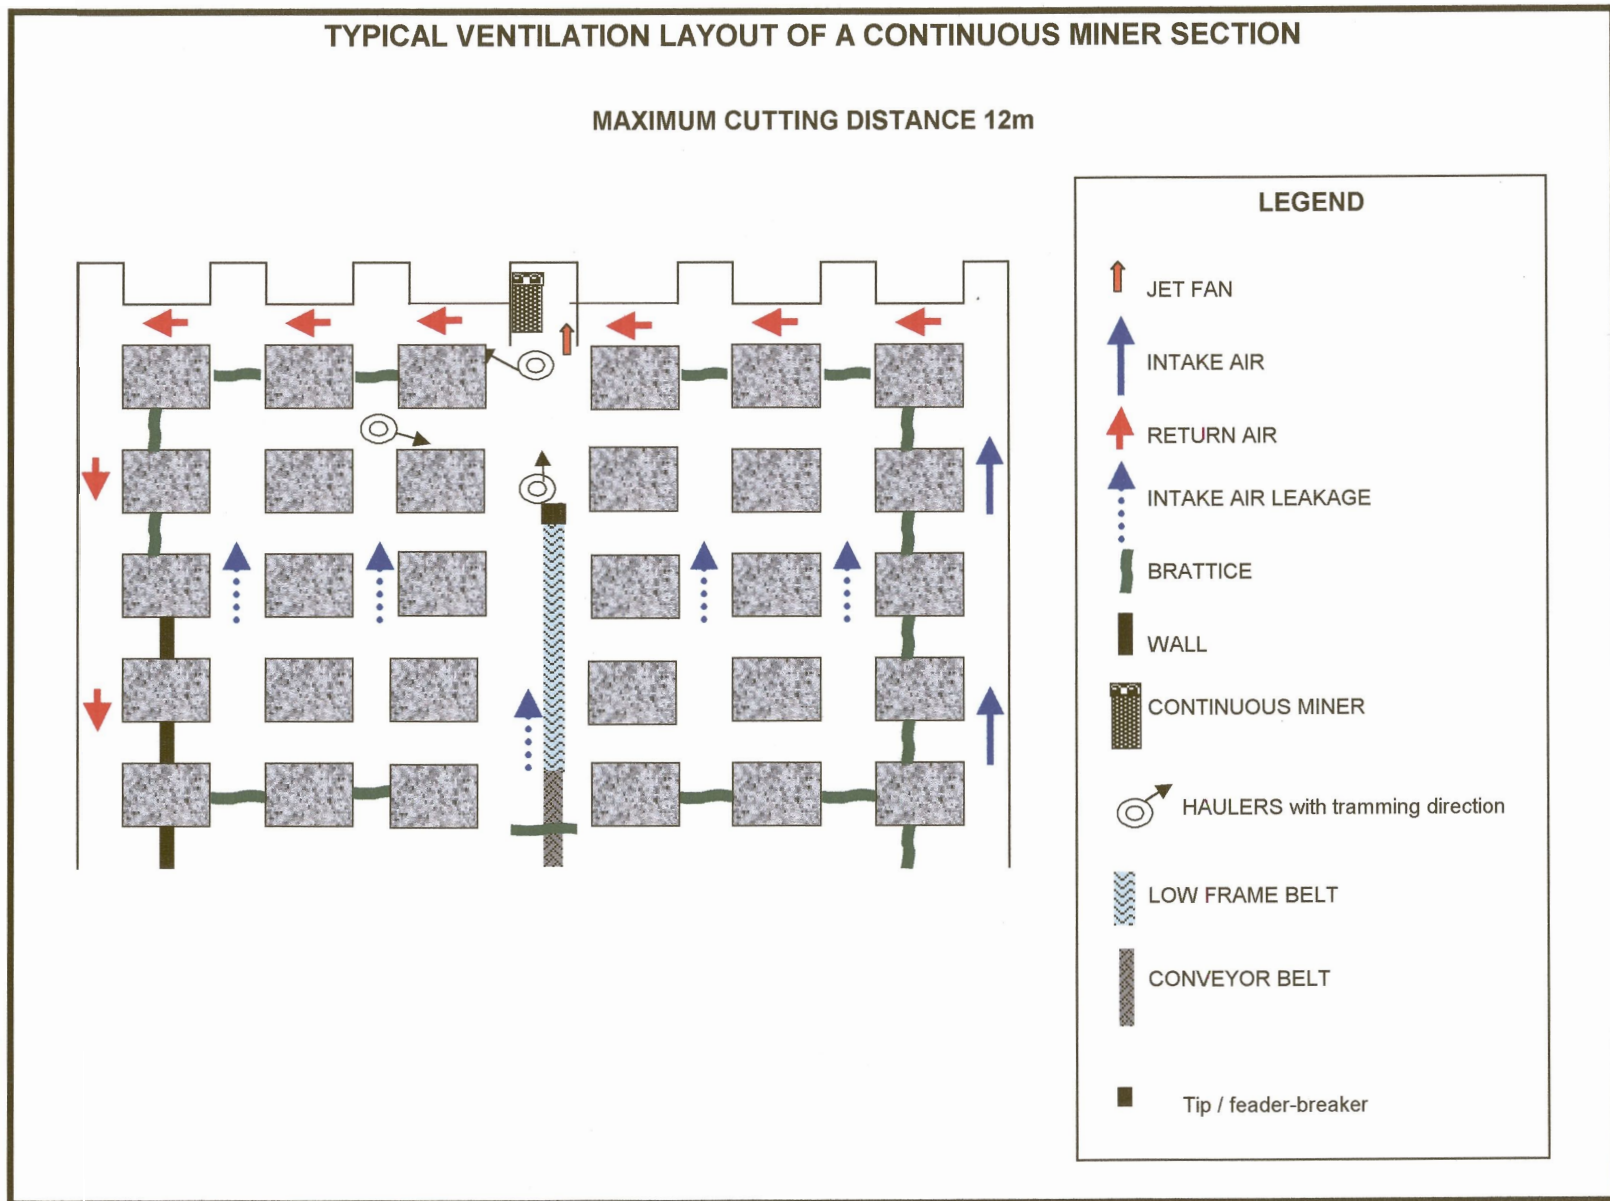 TYPICAL VENTILATION LAYOUT OF A CONTINUOUS MINER SECTION
MAXIMUM CUTTING DISTANCE 12m
LEGEND
JET FAN
INTAKE AIR
RETURN AIR
INTAKE AIR LEAKAGE
BRATTICE
WALL
CONTINUOUS MINER
HAULERS with tramming direction
LOW FRAME BELT
CONVEYOR BELT
Tip / feader-breaker